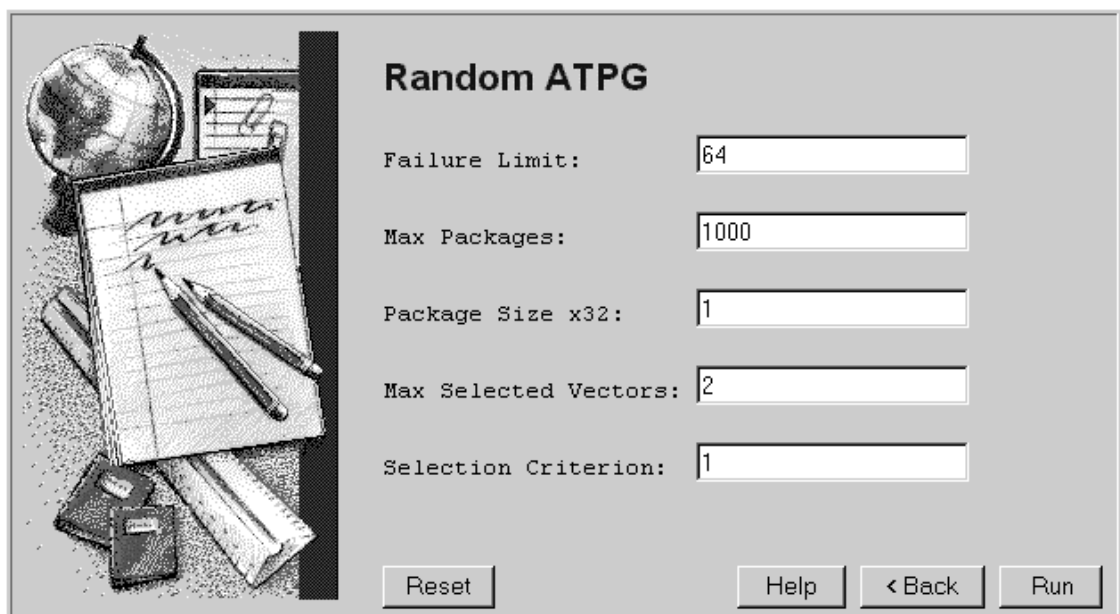 Random ATPG
Failure Limit: 64
Max Packages: 1000
Package Size x32: 1
Max Selected Vectors: 2
Selection Criterion: 1
Reset Help < Back Run